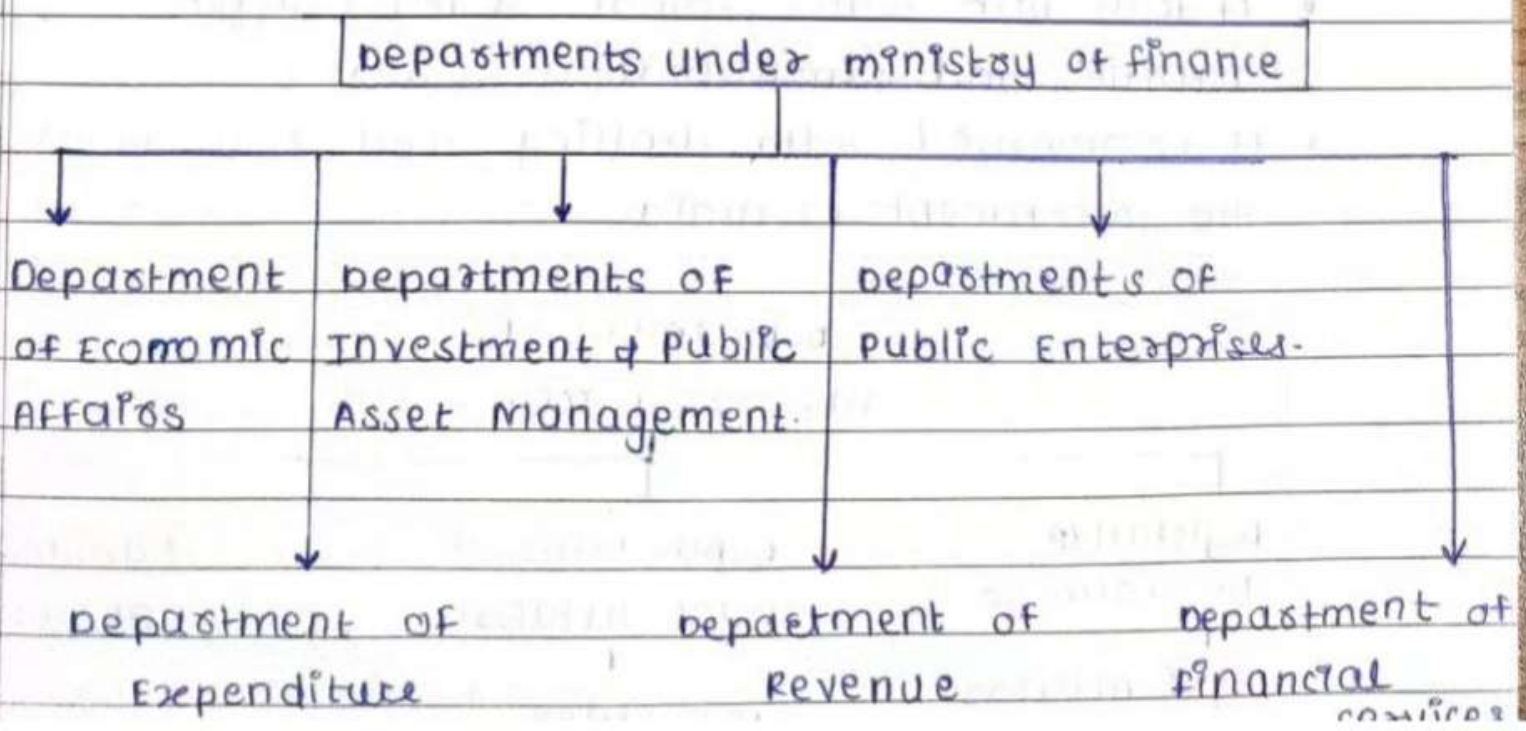 Departments under ministry of finance
Department
of Economic
Affairs
Departments of
Investment & Public
Asset Management.
Departments of
Public Enterprises.
Department of
Expenditure
Department of
Revenue
Department of
financial
services